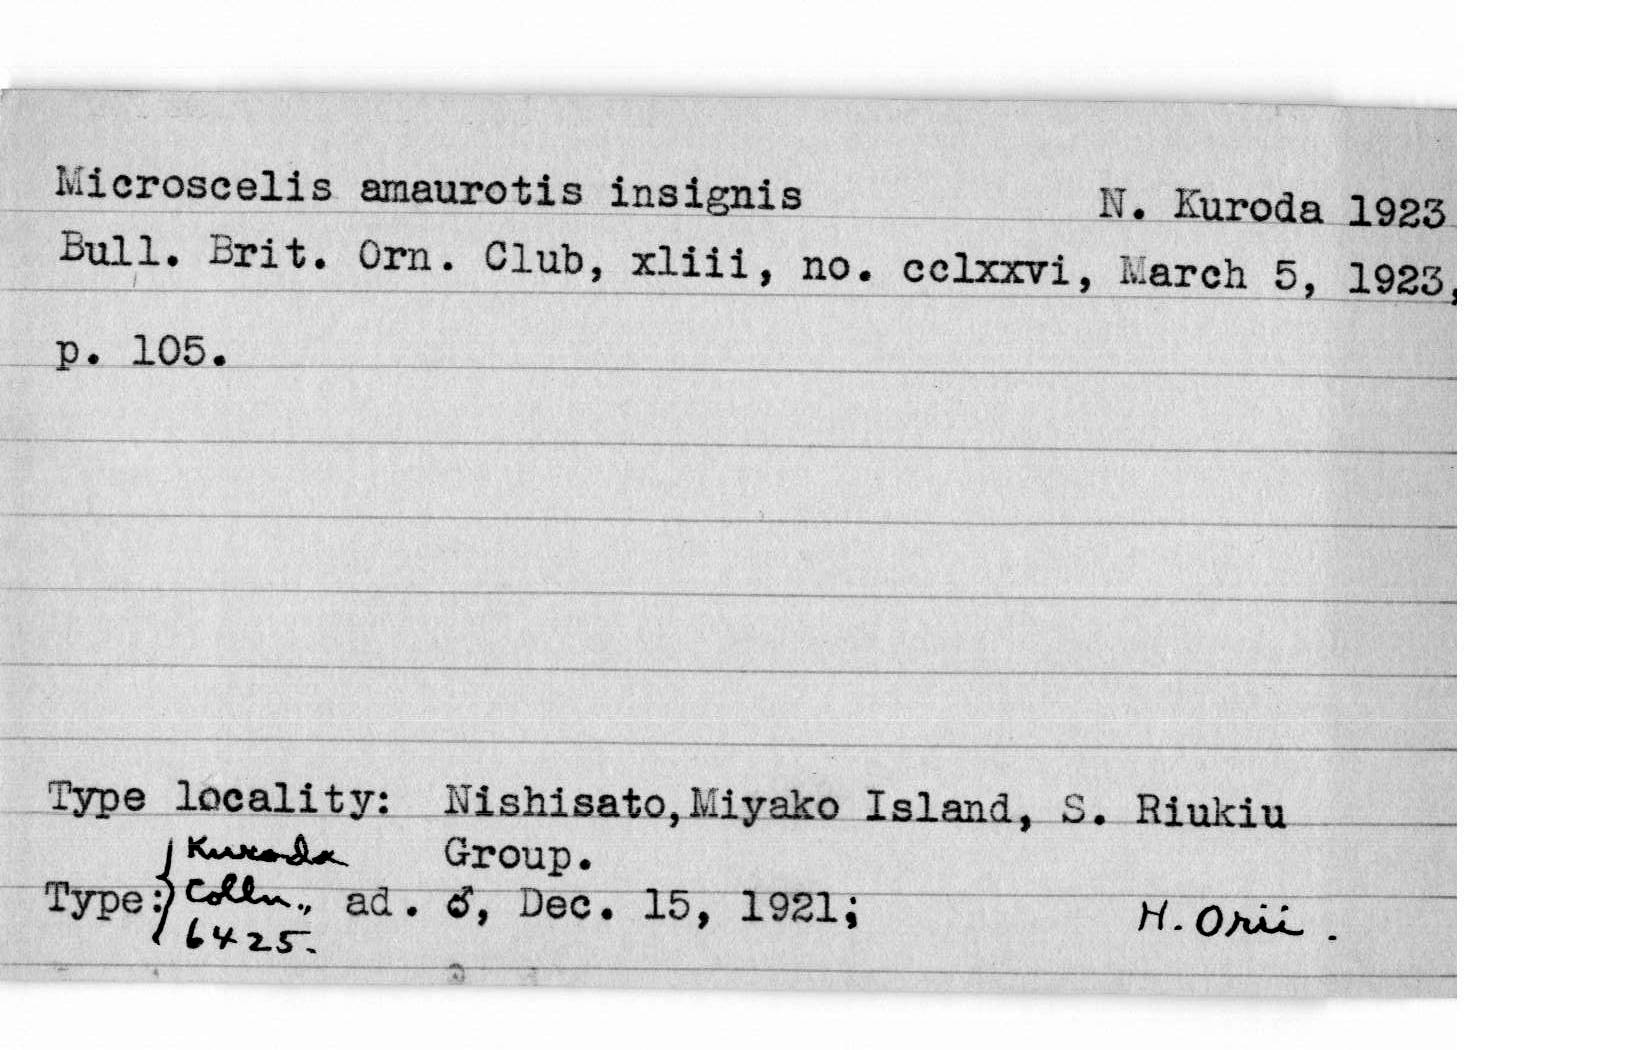 Microscelis amaurotis insignis N. Kuroda 1923
Bull. Brit. Orn. Club, xliii, no. cclxxvi, March 5, 1923,
p. 105.
Type locality: Nishisato,Miyako Island, S. Riukiu
Group.
Type: Kuroda
Colln., ad. ♂, Dec. 15, 1921; H. Orii.
6425.